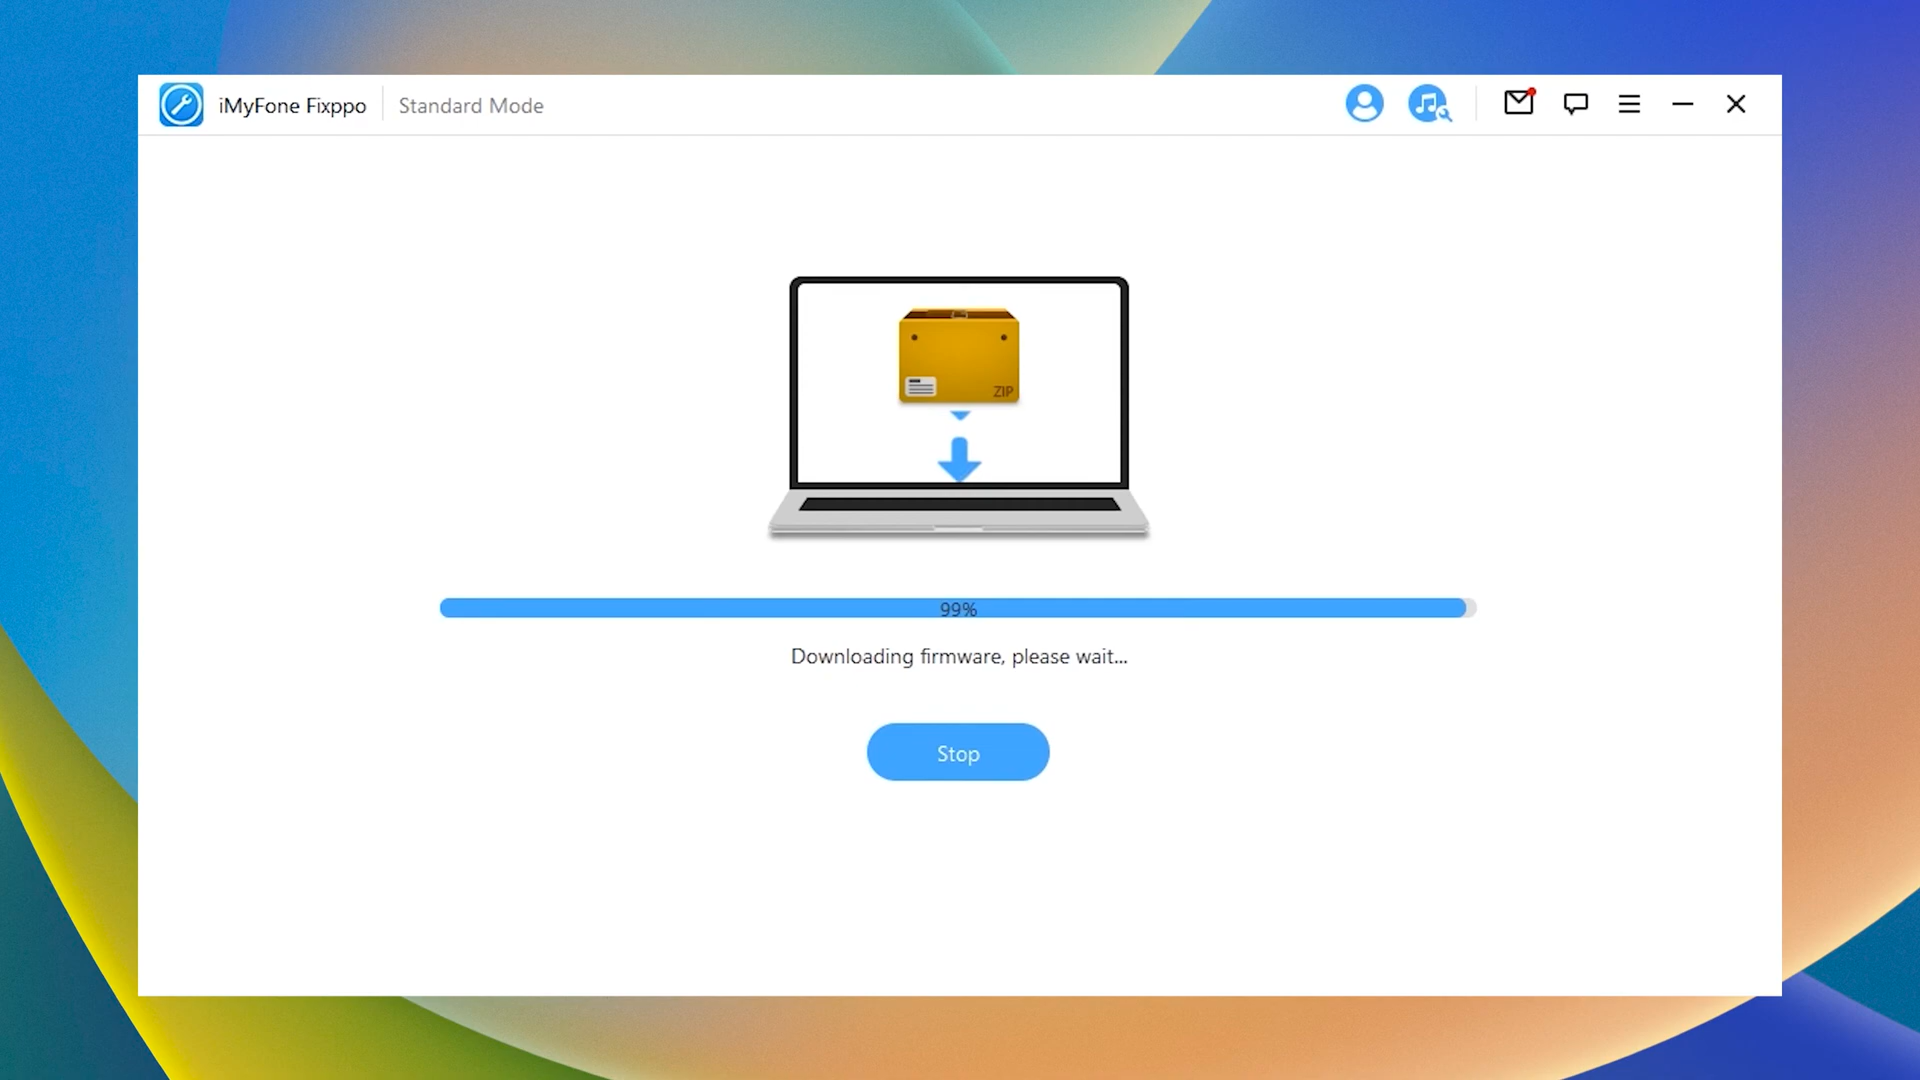 iMyFone Fixppo
Standard Mode
ZIP
99%
Downloading firmware, please wait...
Stop